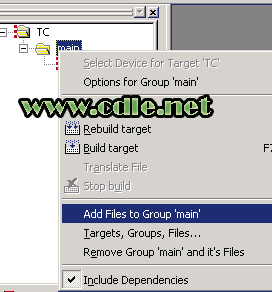 TC
main
Select Device for Target 'TC'
Options for Group 'main'
www.cdle.net
Rebuild target
Build target F7
Translate File
Stop build
Add Files to Group 'main'
Targets, Groups, Files...
Remove Group 'main' and it's Files
Include Dependencies